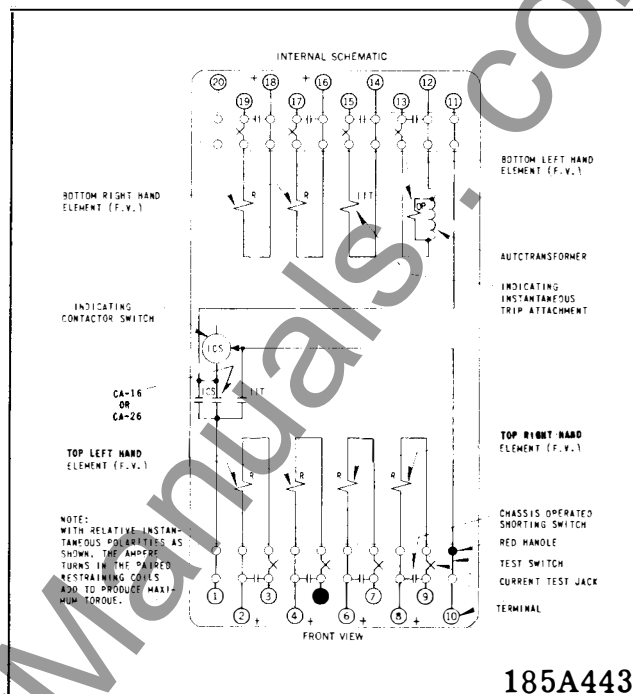 INTERNAL SCHEMATIC
20 + 18 + 16 14 12
19 17 15 13 11
BOTTOM LEFT HAND
ELEMENT (F.V.)
BOTTOM RIGHT HAND
ELEMENT (F.V.)
R R IIT OP
AUTOTRANSFORMER
INDICATING
INSTANTANEOUS
TRIP ATTACHMENT
INDICATING
CONTACTOR SWITCH
ICS
ICS IIT
CA-16
OR
CA-26
TOP LEFT HAND
ELEMENT (F.V.)
TOP RIGHT HAND
ELEMENT (F.V.)
R R R R
NOTE:
WITH RELATIVE INSTAN-
TANEOUS POLARITIES AS
SHOWN, THE AMPERE
TURNS IN THE PAIRED
RESTRAINING COILS
ADD TO PRODUCE MAXI-
MUM TORQUE.
CHASSIS OPERATED
SHORTING SWITCH
RED HANDLE
TEST SWITCH
CURRENT TEST JACK
TERMINAL
1 3 7 9
2 + 4 + 6 + 8 + 10
FRONT VIEW
185A443
Manuals.